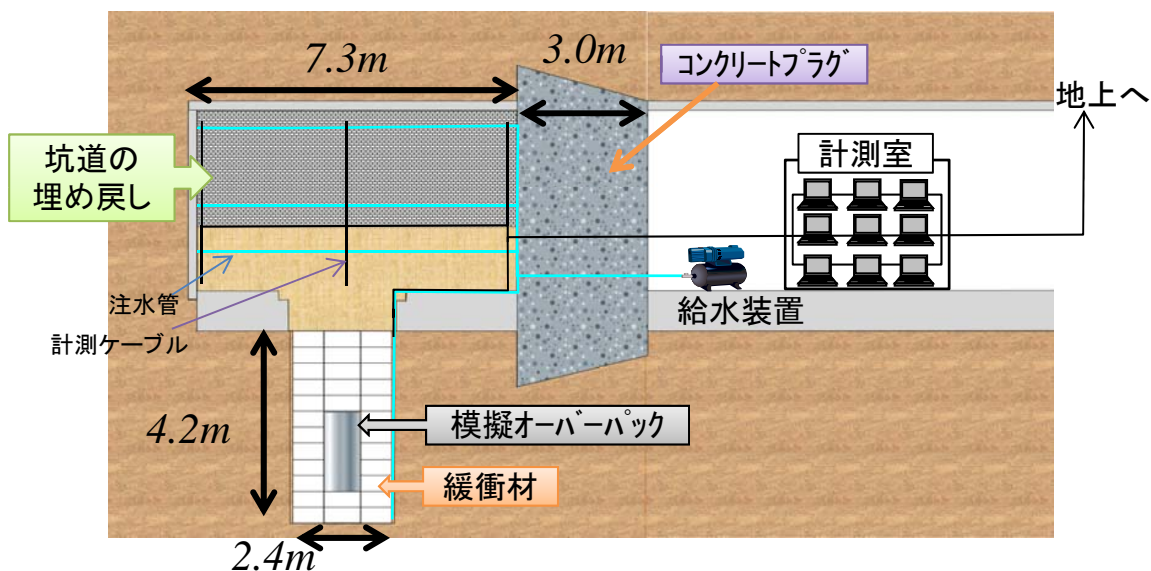 7.3m
3.0m
コンクリートプラグ
地上へ
坑道の
埋め戻し
計測室
注水管
給水装置
計測ケーブル
4.2m
模擬オーバーパック
緩衝材
2.4m